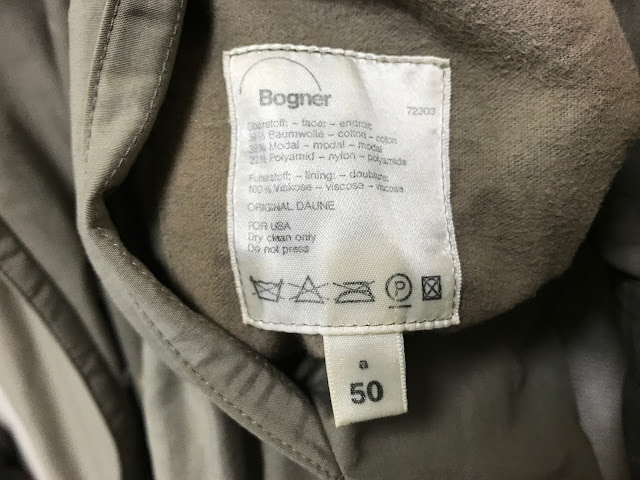 Bogner
72303
Oberstoff: – facer – endroit:
Baumwolle – cotton – coton
38% Modal – modal – modal
Polyamid – nylon – polyamide
Futterstoff: – lining: – doublure:
100% Viskose – viscose – viscose
ORIGINAL DAUNE
FOR USA
Dry clean only
Do not press
P
a
50